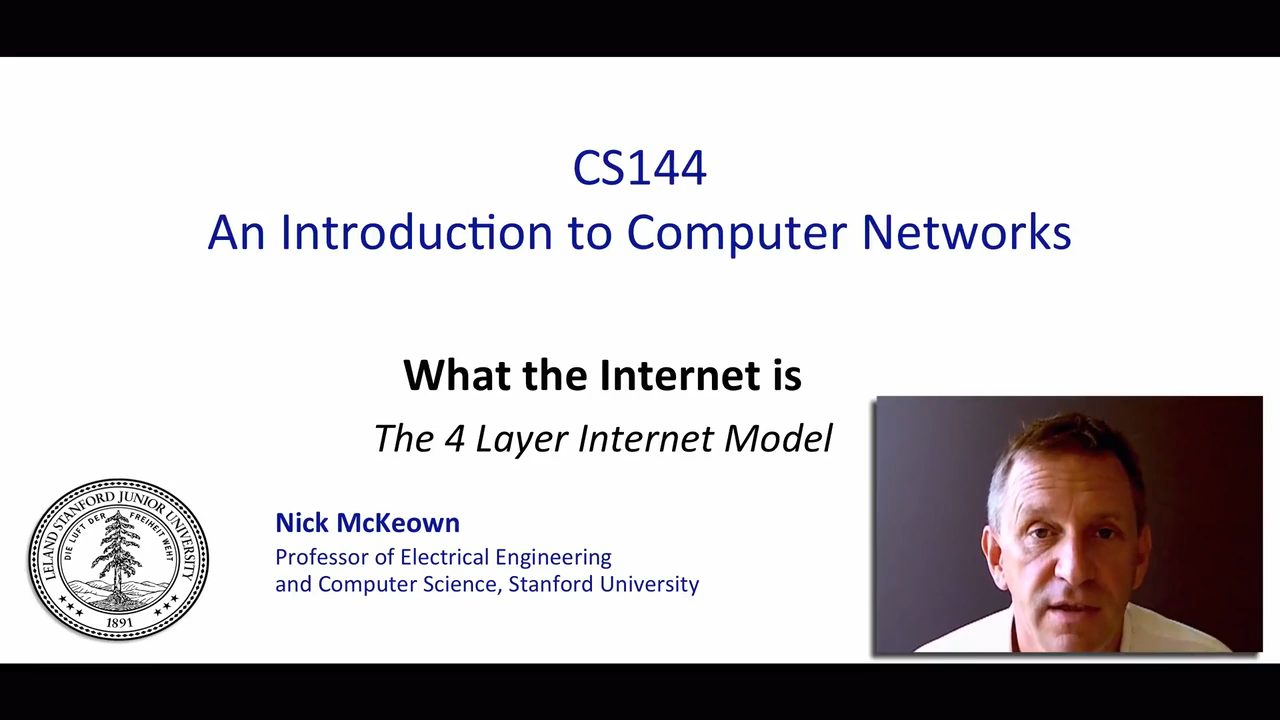 CS144
An Introduction to Computer Networks
What the Internet is
The 4 Layer Internet Model
Nick McKeown
Professor of Electrical Engineering
and Computer Science, Stanford University
LELAND STANFORD JUNIOR UNIVERSITY
DIE LUFT DER FREIHEIT WEHT
1891